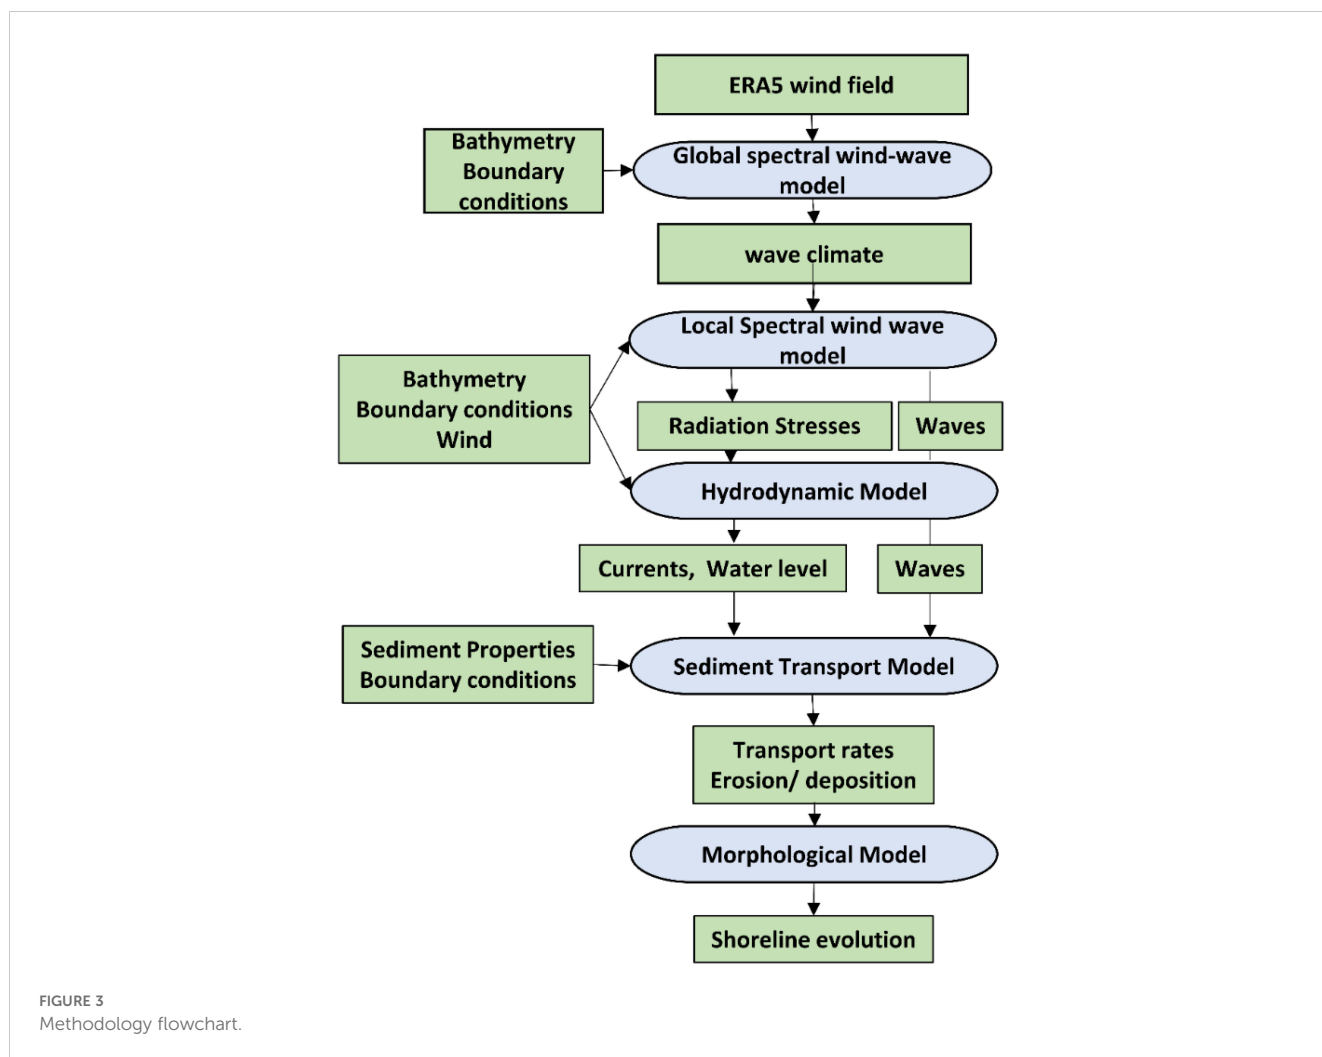 ERA5 wind field
Bathymetry
Boundary
conditions
Global spectral wind-wave
model
wave climate
Local Spectral wind wave
model
Bathymetry
Boundary conditions
Wind
Radiation Stresses
Waves
Hydrodynamic Model
Currents, Water level
Waves
Sediment Properties
Boundary conditions
Sediment Transport Model
Transport rates
Erosion/ deposition
Morphological Model
Shoreline evolution
FIGURE 3
Methodology flowchart.